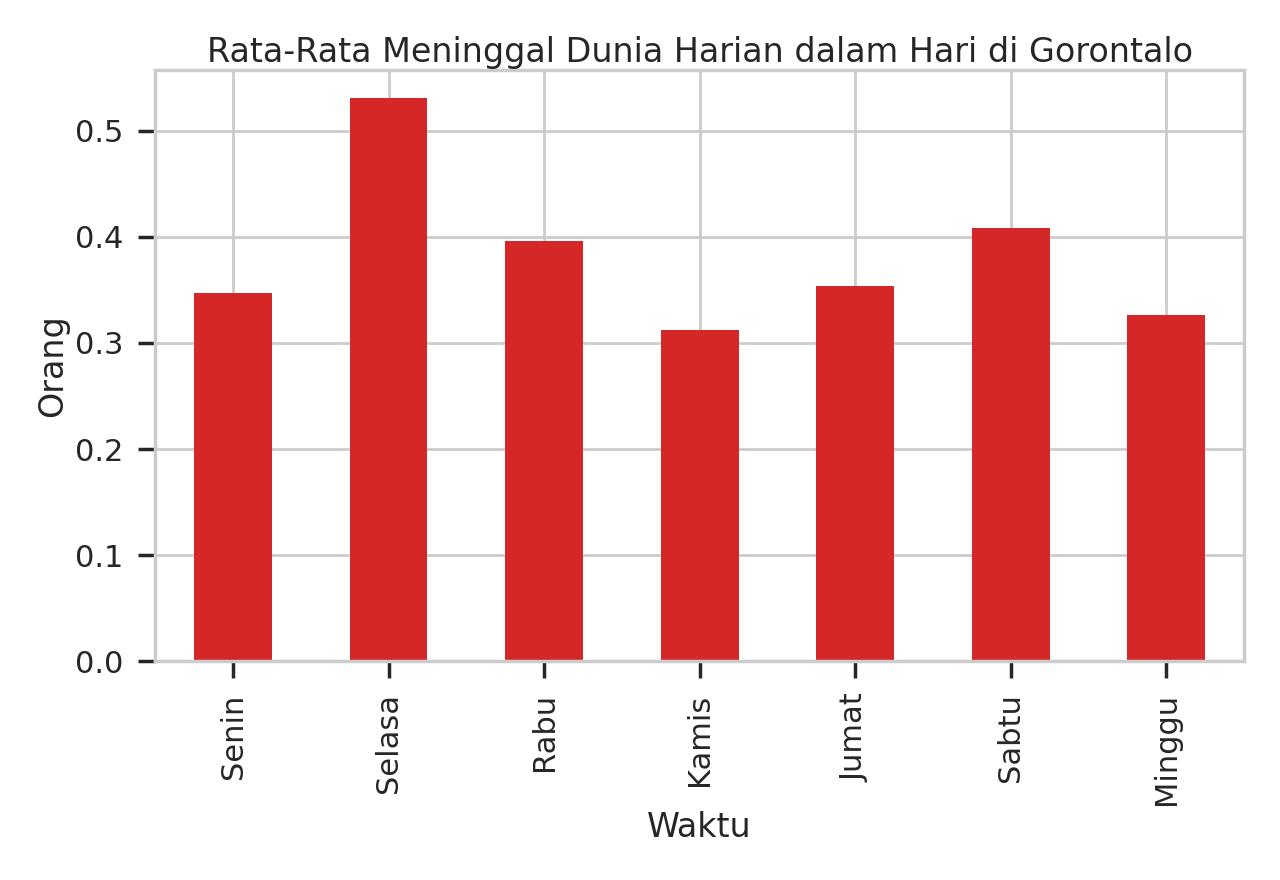 Rata-Rata Meninggal Dunia Harian dalam Hari di Gorontalo
Orang
0.5
0.4
0.3
0.2
0.1
0.0
Senin
Selasa
Rabu
Kamis
Jumat
Sabtu
Minggu
Waktu